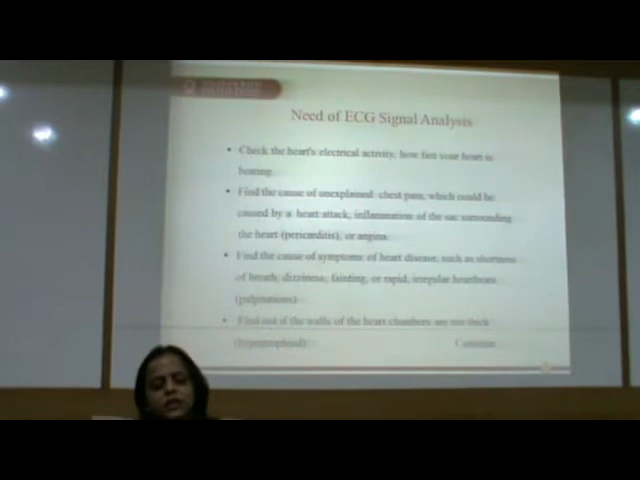 Need of ECG Signal Analysis
• Check the heart's electrical activity, how fast your heart is
beating.
• Find the cause of unexplained chest pain, which could be
caused by a heart attack, inflammation of the sac surrounding
the heart (pericarditis), or angina.
• Find the cause of symptoms of heart disease, such as shortness
of breath, dizziness, fainting, or rapid, irregular heartbeats
(palpitations).
• Find out if the walls of the heart chambers are too thick
(hypertrophied).